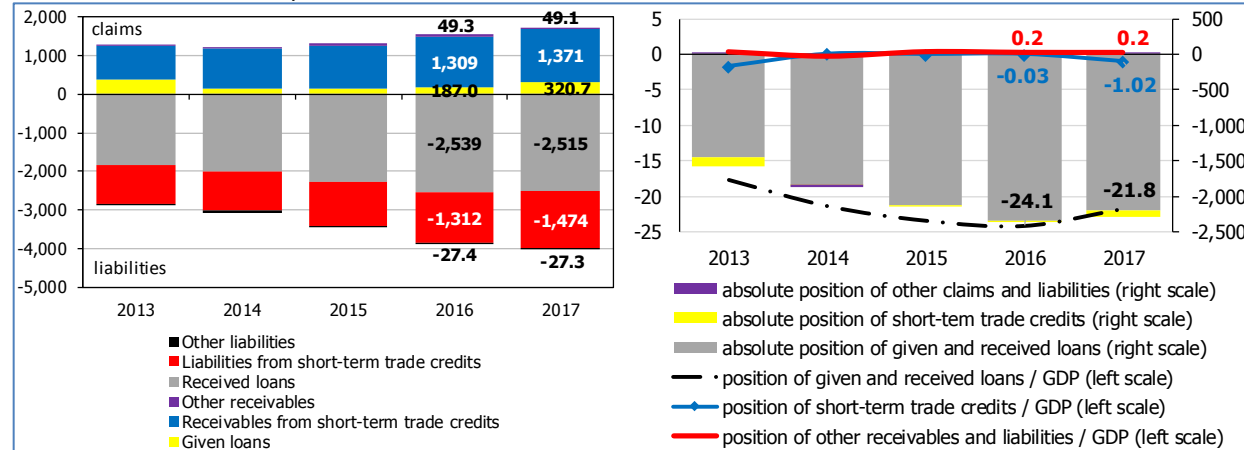 2,000
1,000
0
-1,000
-2,000
-3,000
-4,000
-5,000
claims
liabilities
49.3
49.1
1,309
1,371
187.0
320.7
-2,539
-2,515
-1,312
-1,474
-27.4
-27.3
2013 2014 2015 2016 2017
Other liabilities
Liabilities from short-term trade credits
Received loans
Other receivables
Receivables from short-term trade credits
Given loans
5
0
-5
-10
-15
-20
-25
500
0
-500
-1,000
-1,500
-2,000
-2,500
0.2
0.2
-0.03
-1.02
-24.1
-21.8
2013 2014 2015 2016 2017
absolute position of other claims and liabilities (right scale)
absolute position of short-tem trade credits (right scale)
absolute position of given and received loans (right scale)
position of given and received loans / GDP (left scale)
position of short-term trade credits / GDP (left scale)
position of other receivables and liabilities / GDP (left scale)